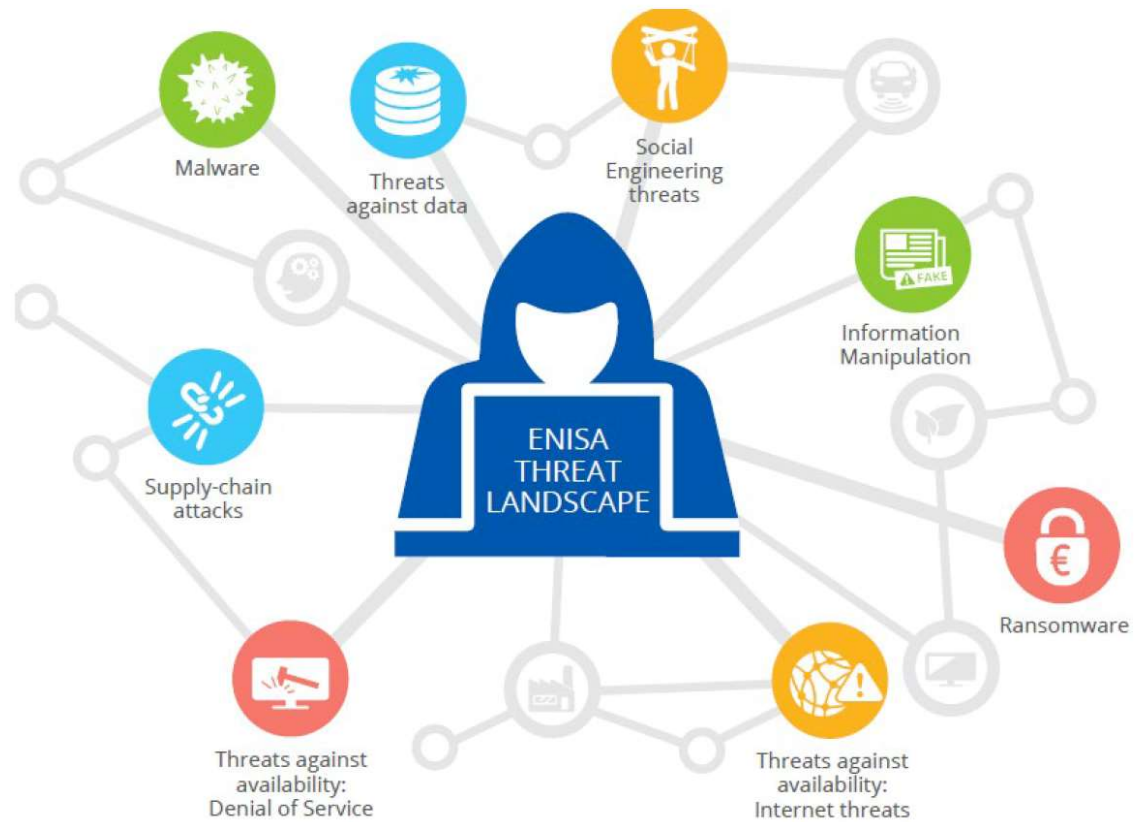 Malware
Threats
against data
Social
Engineering
threats
FAKE
Information
Manipulation
ENISA
THREAT
LANDSCAPE
Supply-chain
attacks
€
Ransomware
Threats against
availability:
Denial of Service
Threats against
availability:
Internet threats